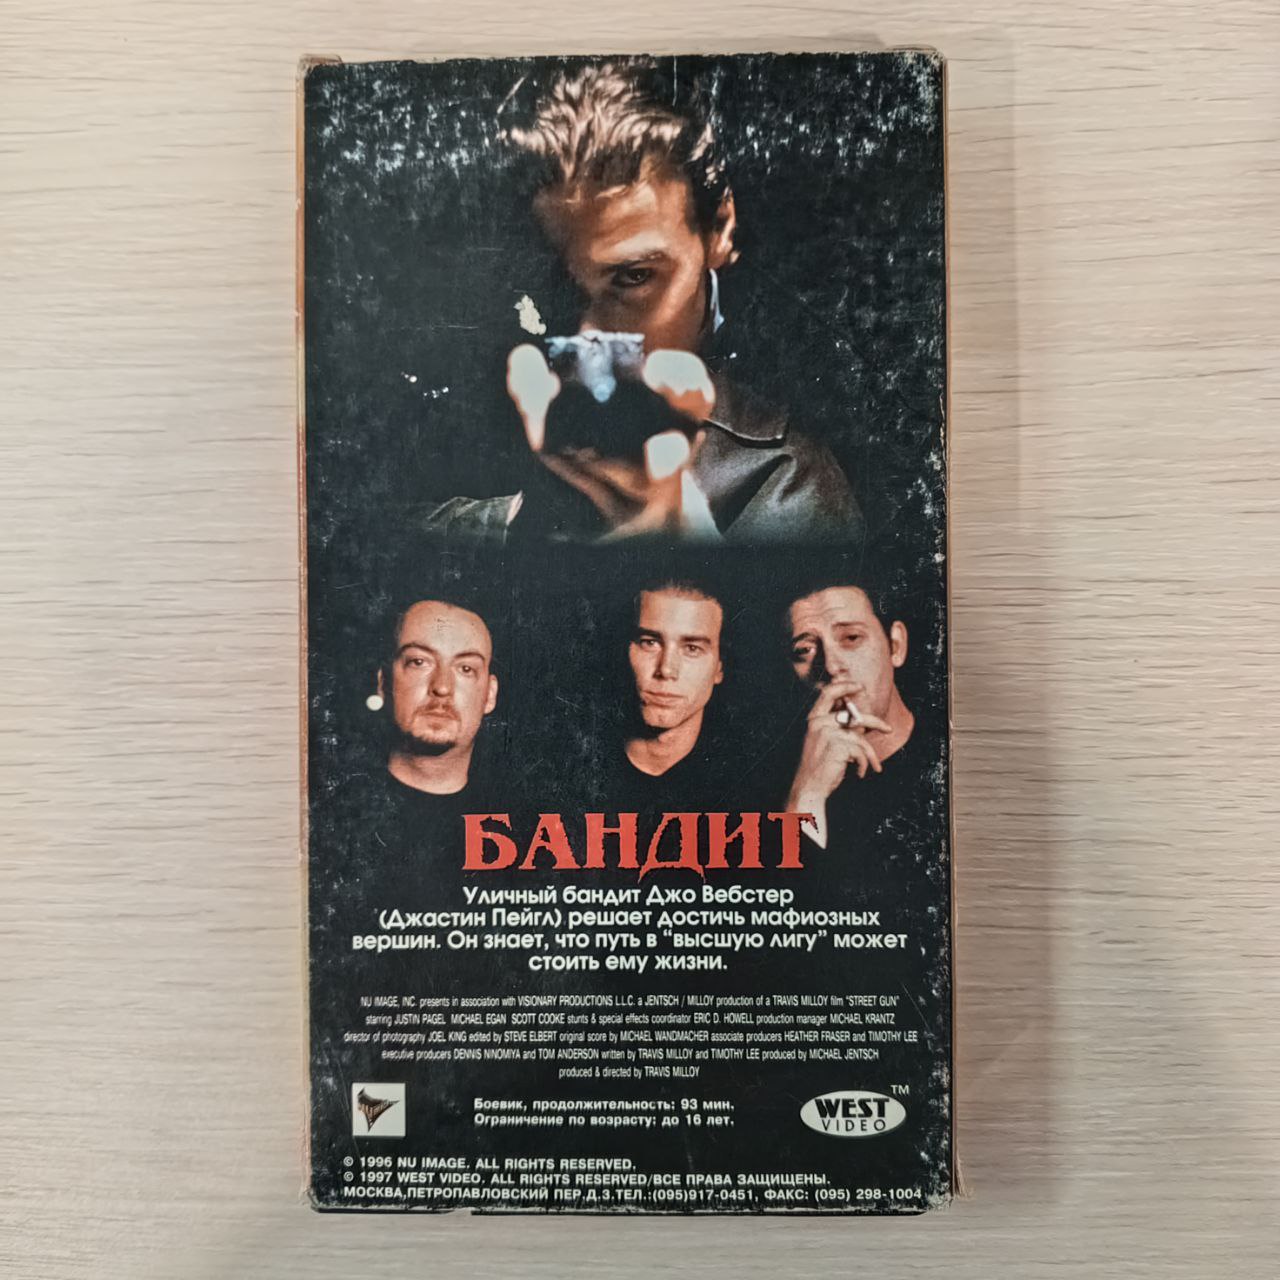 БАНДИТ
Уличный бандит Джо Вебстер
(Джастин Пейгл) решает достичь мафиозных
вершин. Он знает, что путь в "высшую лигу" может
стоить ему жизни.
NU IMAGE, INC. presents in association with VISIONARY PRODUCTIONS L.L.C. a JENTSCH / MILLOY production of a TRAVIS MILLOY film "STREET GUN"
starring JUSTIN PAGEL MICHAEL EGAN SCOTT COOKE stunts & special effects coordinator ERIC D. HOWELL production manager MICHAEL KRANTZ
director of photography JOEL KING edited by STEVE ELBERT original score by MICHAEL WANDMACHER associate producers HEATHER FRASER and TIMOTHY LEE
executive producers DENNIS NINOMIYA and TOM ANDERSON written by TRAVIS MILLOY and TIMOTHY LEE produced by MICHAEL JENTSCH
produced & directed by TRAVIS MILLOY
Боевик, продолжительность: 93 мин.
Ограничение по возрасту: до 16 лет.
WEST TM
VIDEO
© 1996 NU IMAGE. ALL RIGHTS RESERVED.
© 1997 WEST VIDEO. ALL RIGHTS RESERVED/ВСЕ ПРАВА ЗАЩИЩЕНЫ.
МОСКВА,ПЕТРОПАВЛОВСКИЙ ПЕР.Д.3.ТЕЛ.:(095)917-0451, ФАКС: (095) 298-1004